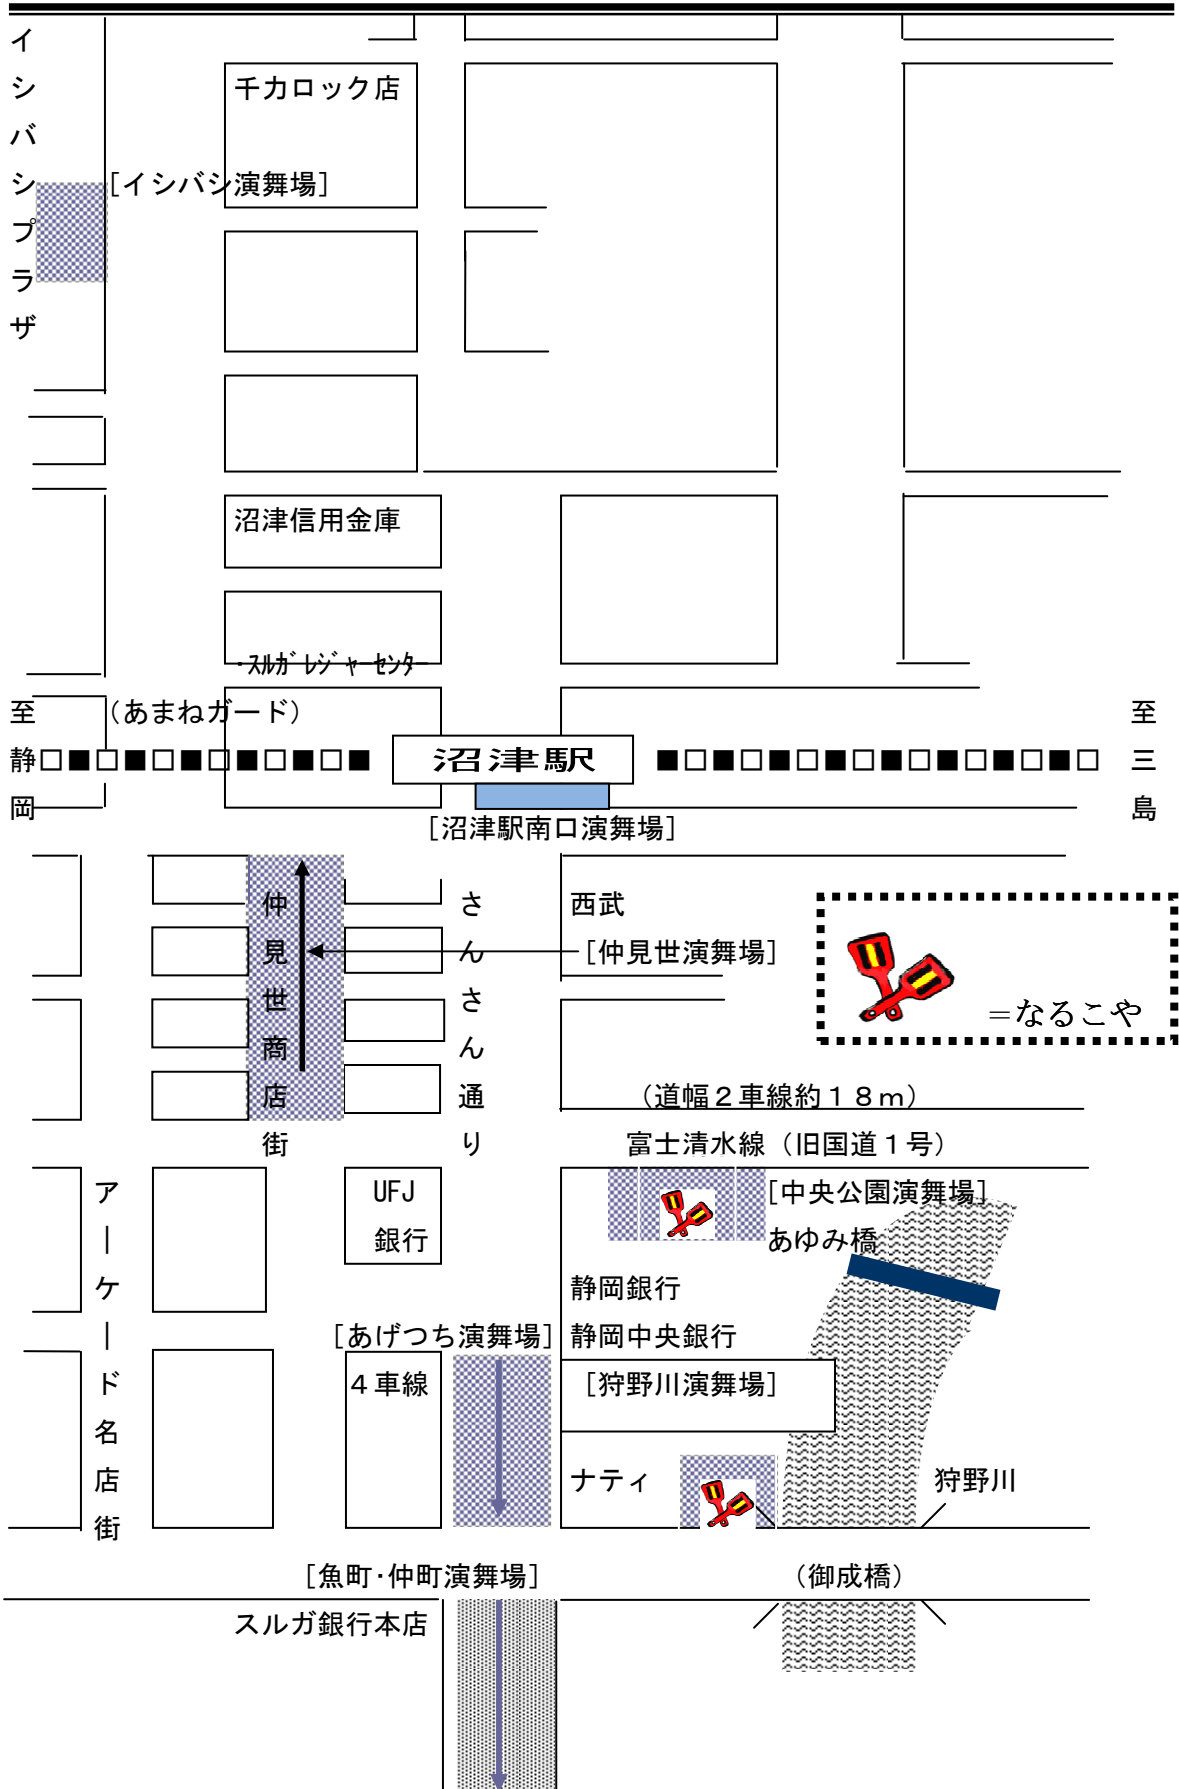 イシバシプラザ
千カロック店
[イシバシ演舞場]
沼津信用金庫
・スルガレジャーセンター
至静岡
(あまねガード)
沼津駅
至三島
[沼津駅南口演舞場]
仲見世商店街
さんさん通り
西武
[仲見世演舞場]
=なるこや
(道幅2車線約18m)
富士清水線(旧国道1号)
アーケード名店街
UFJ
銀行
[中央公園演舞場]
あゆみ橋
静岡銀行
[あげつち演舞場]
静岡中央銀行
4車線
[狩野川演舞場]
ナティ
狩野川
[魚町・仲町演舞場]
(御成橋)
スルガ銀行本店